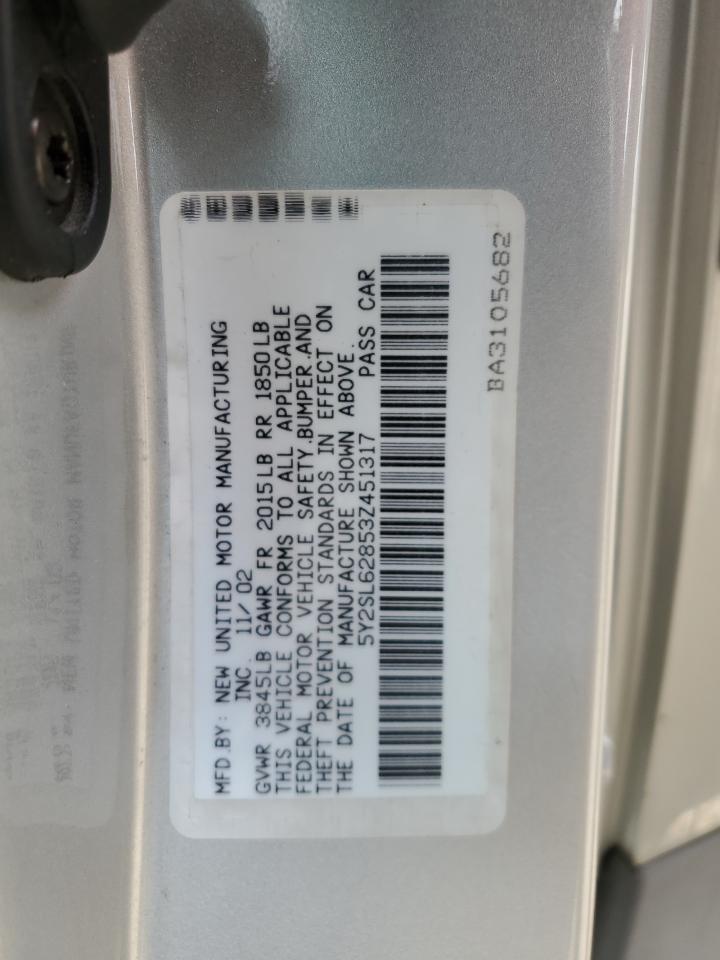 MFD.BY: NEW UNITED MOTOR MANUFACTURING
INC. 11/02
GVWR 3845LB GAWR FR 2015LB RR 1850LB
THIS VEHICLE CONFORMS TO ALL APPLICABLE
FEDERAL MOTOR VEHICLE SAFETY.BUMPER.AND
THEFT PREVENTION STANDARDS IN EFFECT ON
THE DATE OF MANUFACTURE SHOWN ABOVE.
5Y2SL62853Z451317 PASS CAR
BA3105682